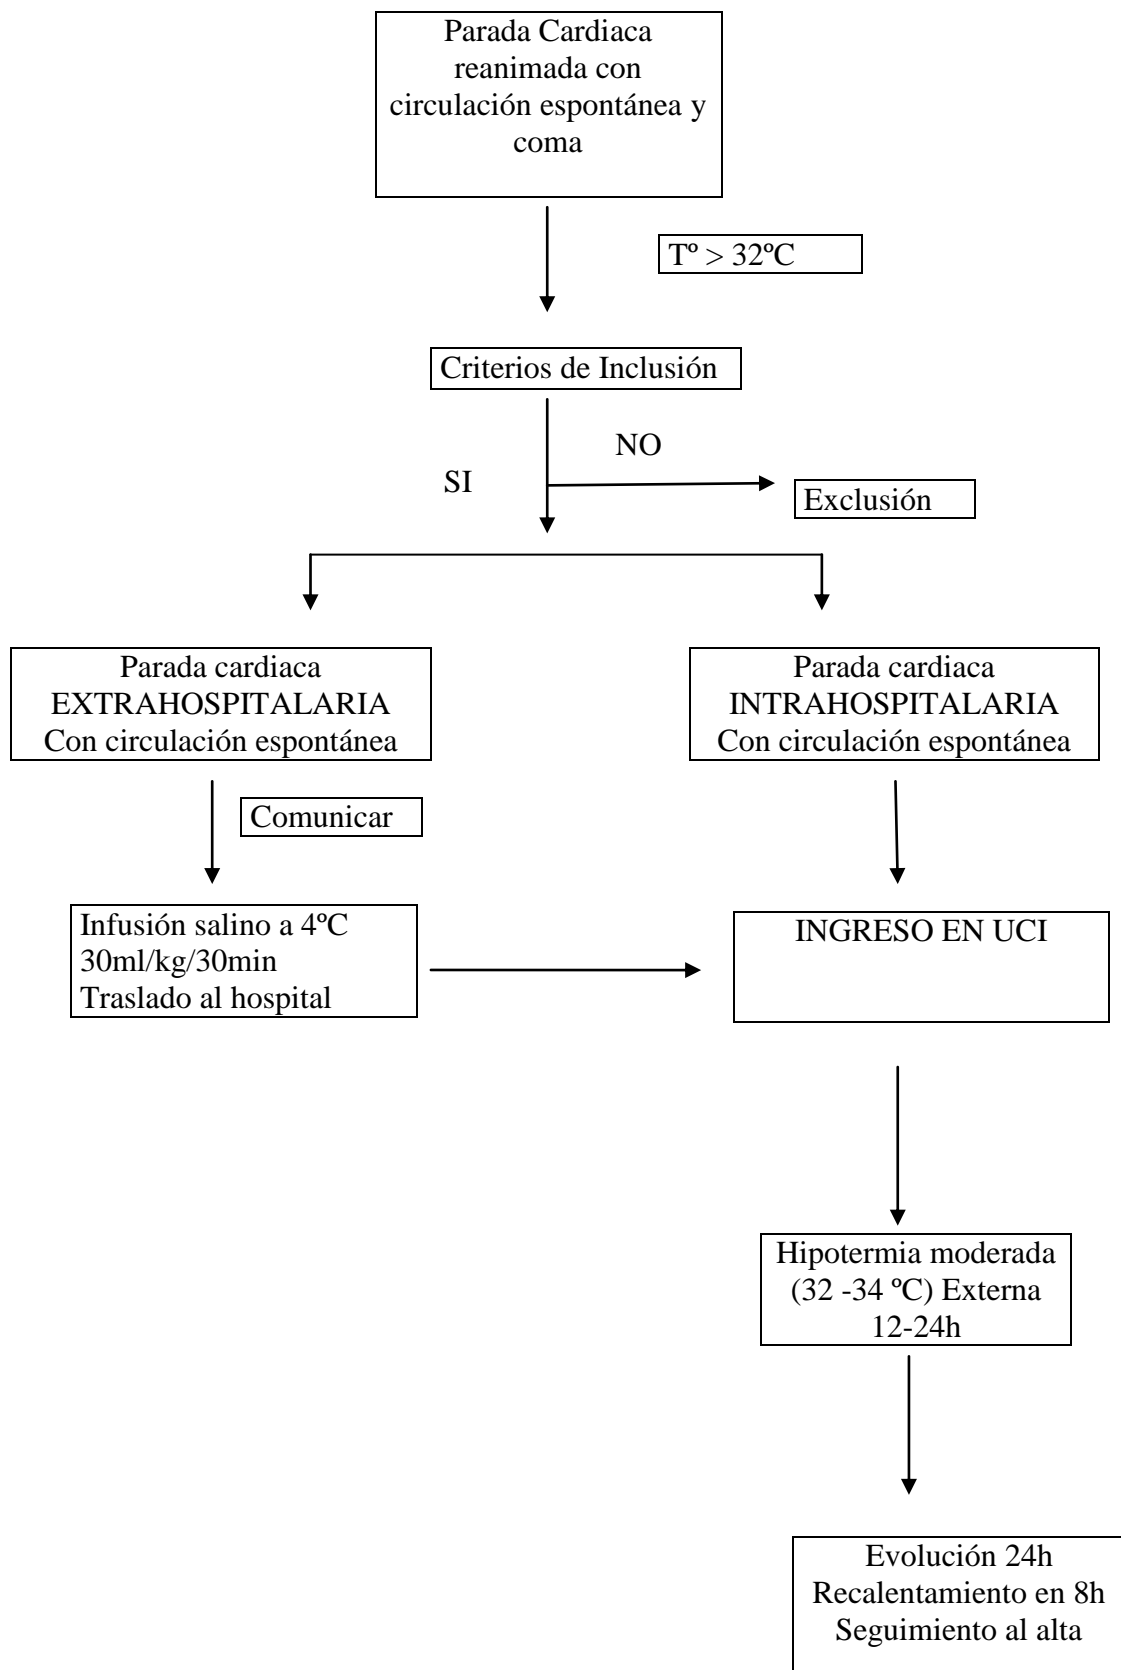 Parada Cardiaca
reanimada con
circulación espontánea y
coma
Tº > 32ºC
Criterios de Inclusión
NO
SI
Exclusión
Parada cardiaca
EXTRAHOSPITALARIA
Con circulación espontánea
Parada cardiaca
INTRAHOSPITALARIA
Con circulación espontánea
Comunicar
Infusión salino a 4ºC
30ml/kg/30min
Traslado al hospital
INGRESO EN UCI
Hipotermia moderada
(32 -34 ºC) Externa
12-24h
Evolución 24h
Recalentamiento en 8h
Seguimiento al alta